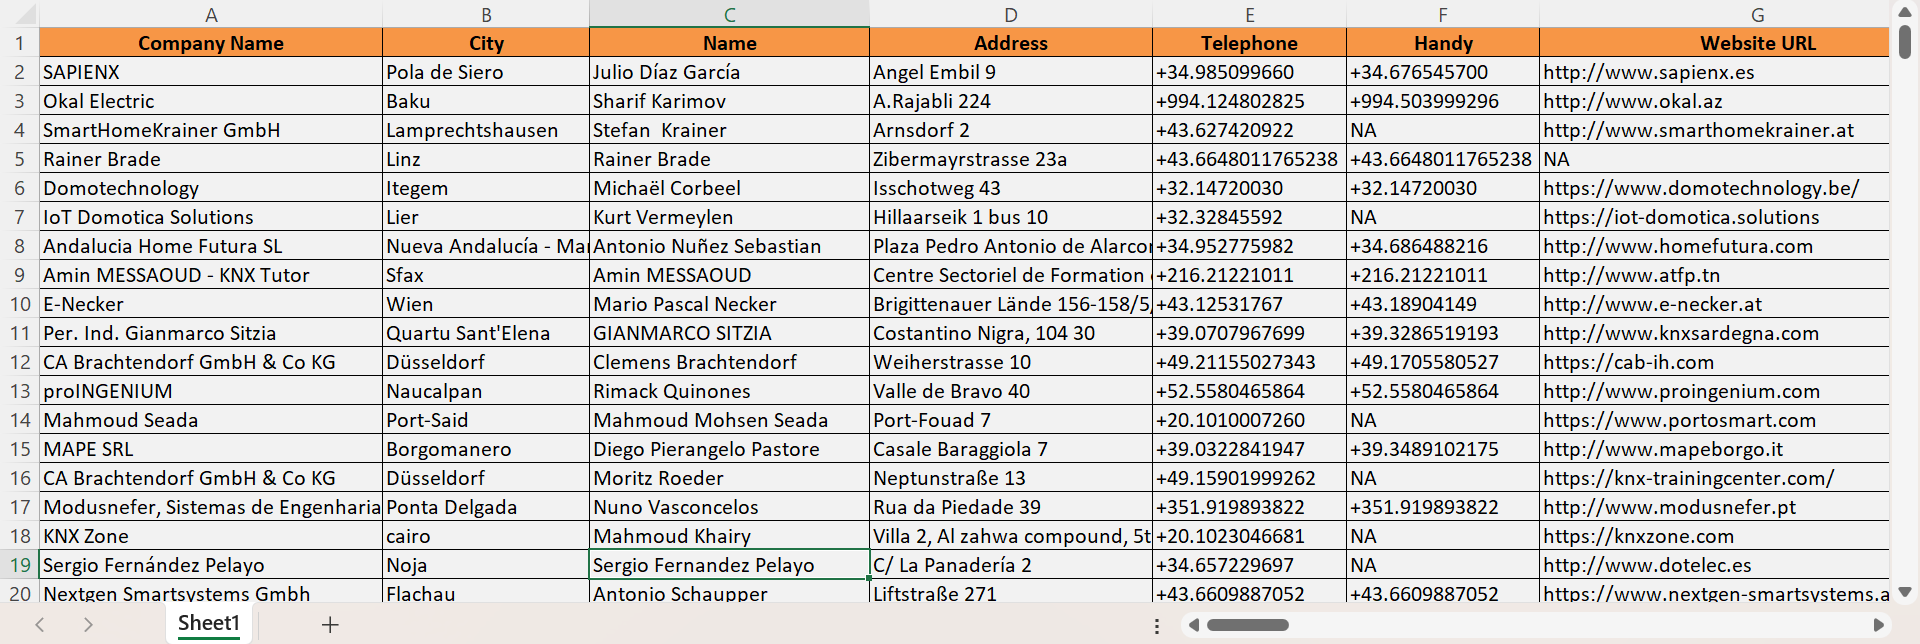 A B C D E F G
1 Company Name City Name Address Telephone Handy Website URL
2 SAPIENX Pola de Siero Julio Díaz García Angel Embil 9 +34.985099660 +34.676545700 http://www.sapienx.es
3 Okal Electric Baku Sharif Karimov A.Rajabli 224 +994.124802825 +994.503999296 http://www.okal.az
4 SmartHomeKrainer GmbH Lamprechtshausen Stefan  Krainer Arnsdorf 2 +43.627420922 NA http://www.smarthomekrainer.at
5 Rainer Brade Linz Rainer Brade Zibermayrstrasse 23a +43.6648011765238 +43.6648011765238 NA
6 Domotechnology Itegem Michaël Corbeel Isschotweg 43 +32.14720030 +32.14720030 https://www.domotechnology.be/
7 IoT Domotica Solutions Lier Kurt Vermeylen Hillaarseik 1 bus 10 +32.32845592 NA https://iot-domotica.solutions
8 Andalucia Home Futura SL Nueva Andalucía - Mar Antonio Nuñez Sebastian Plaza Pedro Antonio de Alarcon +34.952775982 +34.686488216 http://www.homefutura.com
9 Amin MESSAOUD - KNX Tutor Sfax Amin MESSAOUD Centre Sectoriel de Formation +216.21221011 +216.21221011 http://www.atfp.tn
10 E-Necker Wien Mario Pascal Necker Brigittenauer Lände 156-158/5/ +43.12531767 +43.18904149 http://www.e-necker.at
11 Per. Ind. Gianmarco Sitzia Quartu Sant'Elena GIANMARCO SITZIA Costantino Nigra, 104 30 +39.0707967699 +39.3286519193 http://www.knxsardegna.com
12 CA Brachtendorf GmbH & Co KG Düsseldorf Clemens Brachtendorf Weiherstrasse 10 +49.21155027343 +49.1705580527 https://cab-ih.com
13 proINGENIUM Naucalpan Rimack Quinones Valle de Bravo 40 +52.5580465864 +52.5580465864 http://www.proingenium.com
14 Mahmoud Seada Port-Said Mahmoud Mohsen Seada Port-Fouad 7 +20.1010007260 NA http://www.portosmart.com
15 MAPE SRL Borgomanero Diego Pierangelo Pastore Casale Baraggiola 7 +39.0322841947 +39.3489102175 http://www.mapeborgo.it
16 CA Brachtendorf GmbH & Co KG Düsseldorf Moritz Roeder Neptunstraße 13 +49.15901999262 NA https://knx-trainingcenter.com/
17 Modusnefer, Sistemas de Engenharia Ponta Delgada Nuno Vasconcelos Rua da Piedade 39 +351.919893822 +351.919893822 http://www.modusnefer.pt
18 KNX Zone cairo Mahmoud Khairy Villa 2, Al zahwa compound, 5t +20.1023046681 NA https://knxzone.com
19 Sergio Fernández Pelayo Noja Sergio Fernandez Pelayo C/ La Panadería 2 +34.657229697 NA http://www.dotelec.es
20 Nextgen Smartsystems Gmbh Flachau Antonio Schaupper Liftstraße 271 +43.6609887052 +43.6609887052 https://www.nextgen-smartsystems.a
Sheet1